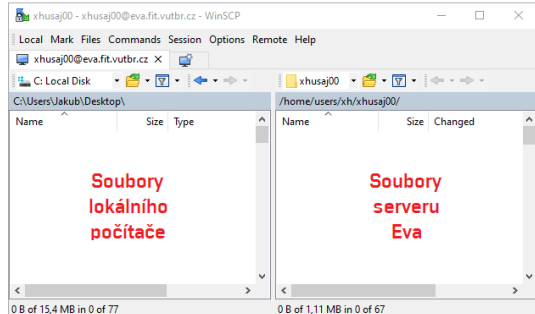 xhusaj00 - xhusaj00@eva.fit.vutbr.cz - WinSCP
Local Mark Files Commands Session Options Remote Help
xhusaj00@eva.fit.vutbr.cz
C: Local Disk
xhusaj00
C:\Users\Jakub\Desktop\
/home/users/xh/xhusaj00/
Name Size Type
Name Size Changed
Soubory
lokálního
počítače
Soubory
serveru
Eva
0 B of 15,4 MB in 0 of 77
0 B of 1,11 MB in 0 of 67